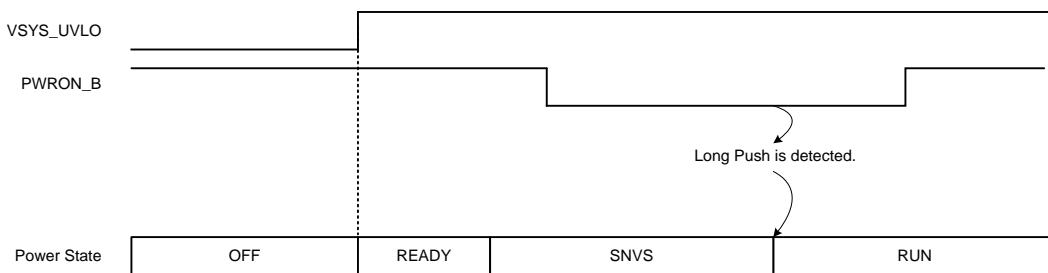 VSYS_UVLO
PWRON_B
Long Push is detected.
Power State OFF READY SNVS RUN